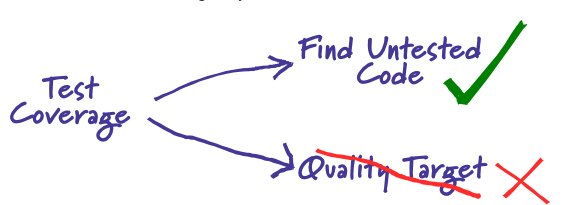 Find Untested
Code
Test
Coverage
Quality Target